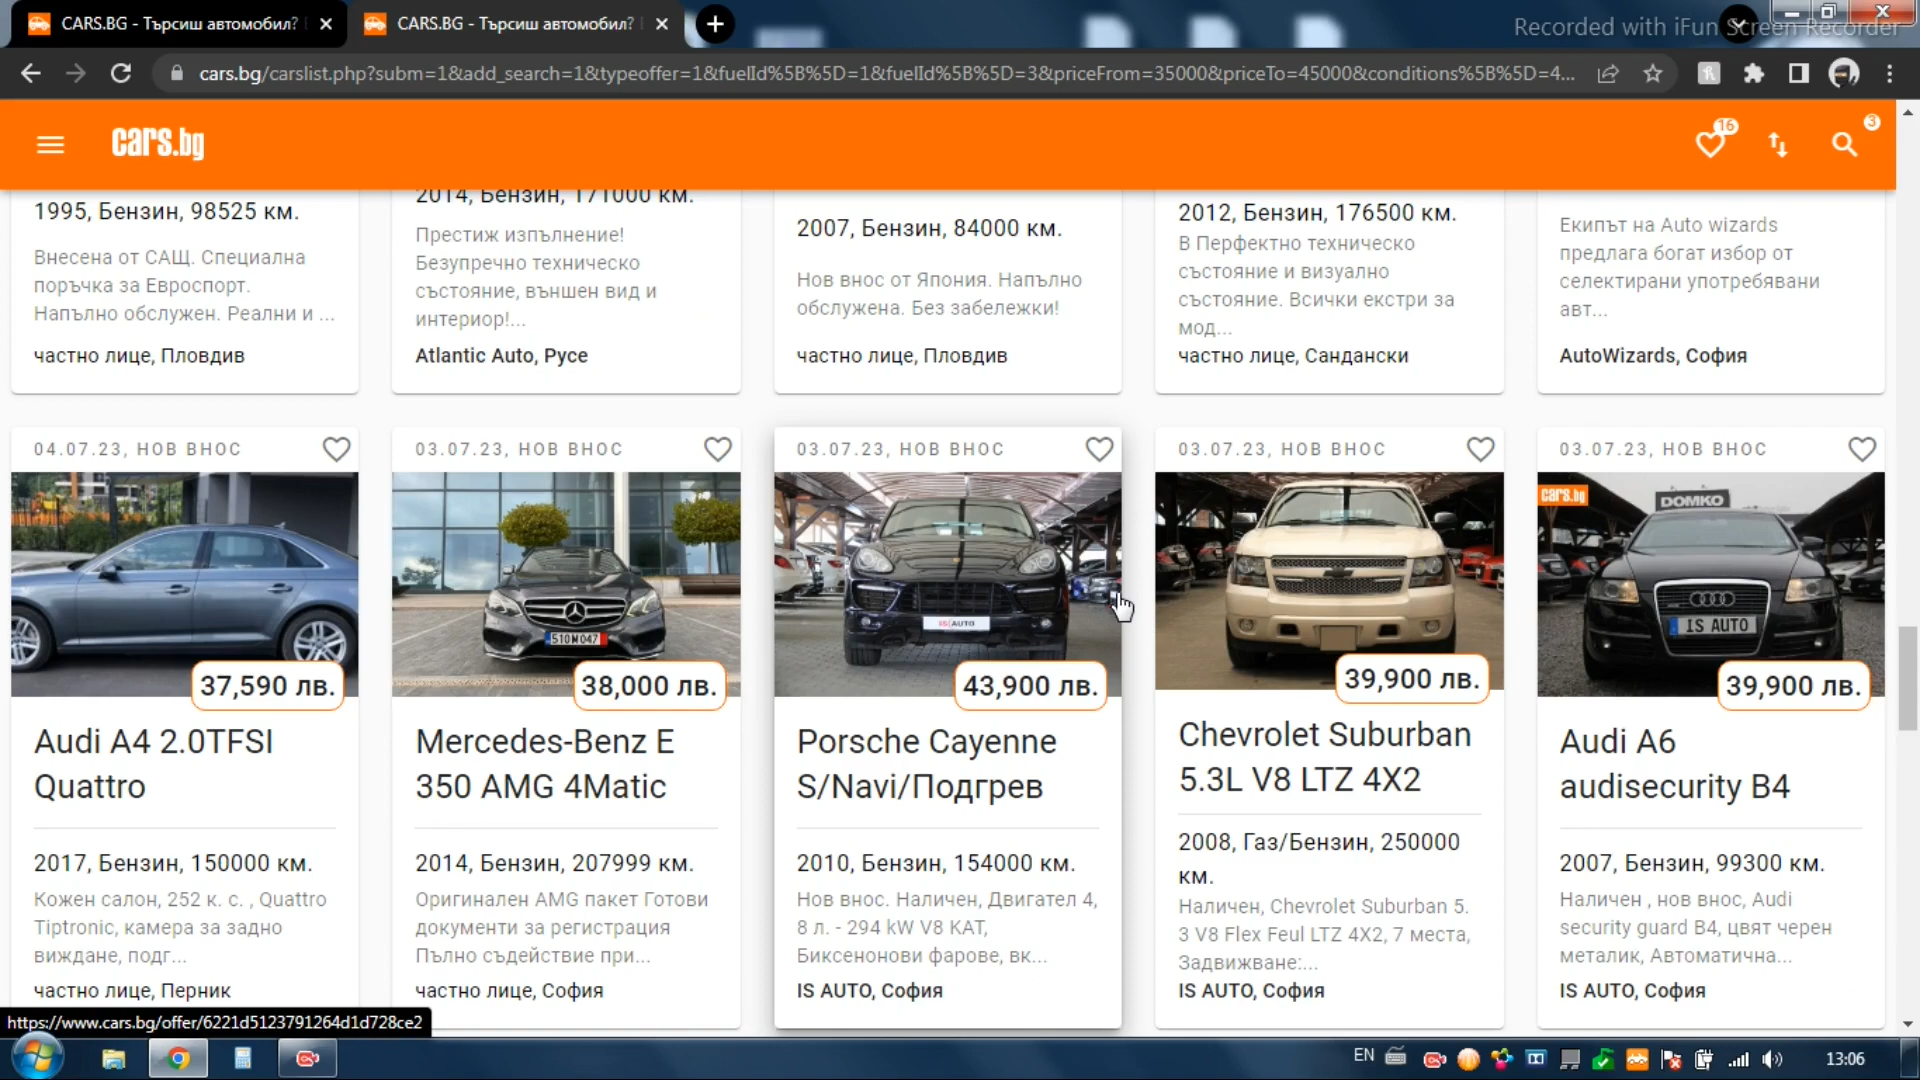 CARS.BG - Търсиш автомобил?
CARS.BG - Търсиш автомобил?
Recorded with iFun Screen Recorder
cars.bg/carslist.php?subm=1&add_search=1&typeoffer=1&fuelId%5B%5D=1&fuelId%5B%5D=3&priceFrom=35000&priceTo=45000&conditions%5B%5D=4...
cars.bg
16
3
1995, Бензин, 98525 км.
Внесена от САЩ. Специална
поръчка за Евроспорт.
Напълно обслужен. Реални и ...
частно лице, Пловдив
2014, Бензин, 171000 км.
Престиж изпълнение!
Безупречно техническо
състояние, външен вид и
интериор!...
Atlantic Auto, Русе
2007, Бензин, 84000 км.
Нов внос от Япония. Напълно
обслужена. Без забележки!
частно лице, Пловдив
2012, Бензин, 176500 км.
В Перфектно техническо
състояние и визуално
състояние. Всички екстри за
мод...
частно лице, Сандански
Екипът на Auto wizards
предлага богат избор от
селектирани употребявани
авт...
AutoWizards, София
04.07.23, НОВ ВНОС
37,590 лв.
Audi A4 2.0TFSI
Quattro
2017, Бензин, 150000 км.
Кожен салон, 252 к. с. , Quattro
Tiptronic, камера за задно
виждане, подг...
частно лице, Перник
03.07.23, НОВ ВНОС
510M047
38,000 лв.
Mercedes-Benz E
350 AMG 4Matic
2014, Бензин, 207999 км.
Оригинален AMG пакет Готови
документи за регистрация
Пълно съдействие при...
частно лице, София
03.07.23, НОВ ВНОС
IS AUTO
43,900 лв.
Porsche Cayenne
S/Navi/Подгрев
2010, Бензин, 154000 км.
Нов внос. Наличен, Двигател 4,
8 л. - 294 kW V8 KAT,
Биксенонови фарове, вк...
IS AUTO, София
03.07.23, НОВ ВНОС
39,900 лв.
Chevrolet Suburban
5.3L V8 LTZ 4X2
2008, Газ/Бензин, 250000
км.
Наличен, Chevrolet Suburban 5.
3 V8 Flex Feul LTZ 4X2, 7 места,
Задвижване:...
IS AUTO, София
03.07.23, НОВ ВНОС
cars.bg
DOMKO
IS AUTO
39,900 лв.
Audi A6
audisecurity B4
2007, Бензин, 99300 км.
Наличен , нов внос, Audi
security guard B4, цвят черен
металик, Автоматична...
IS AUTO, София
https://www.cars.bg/offer/6221d5123791264d1d728ce2
EN
13:06